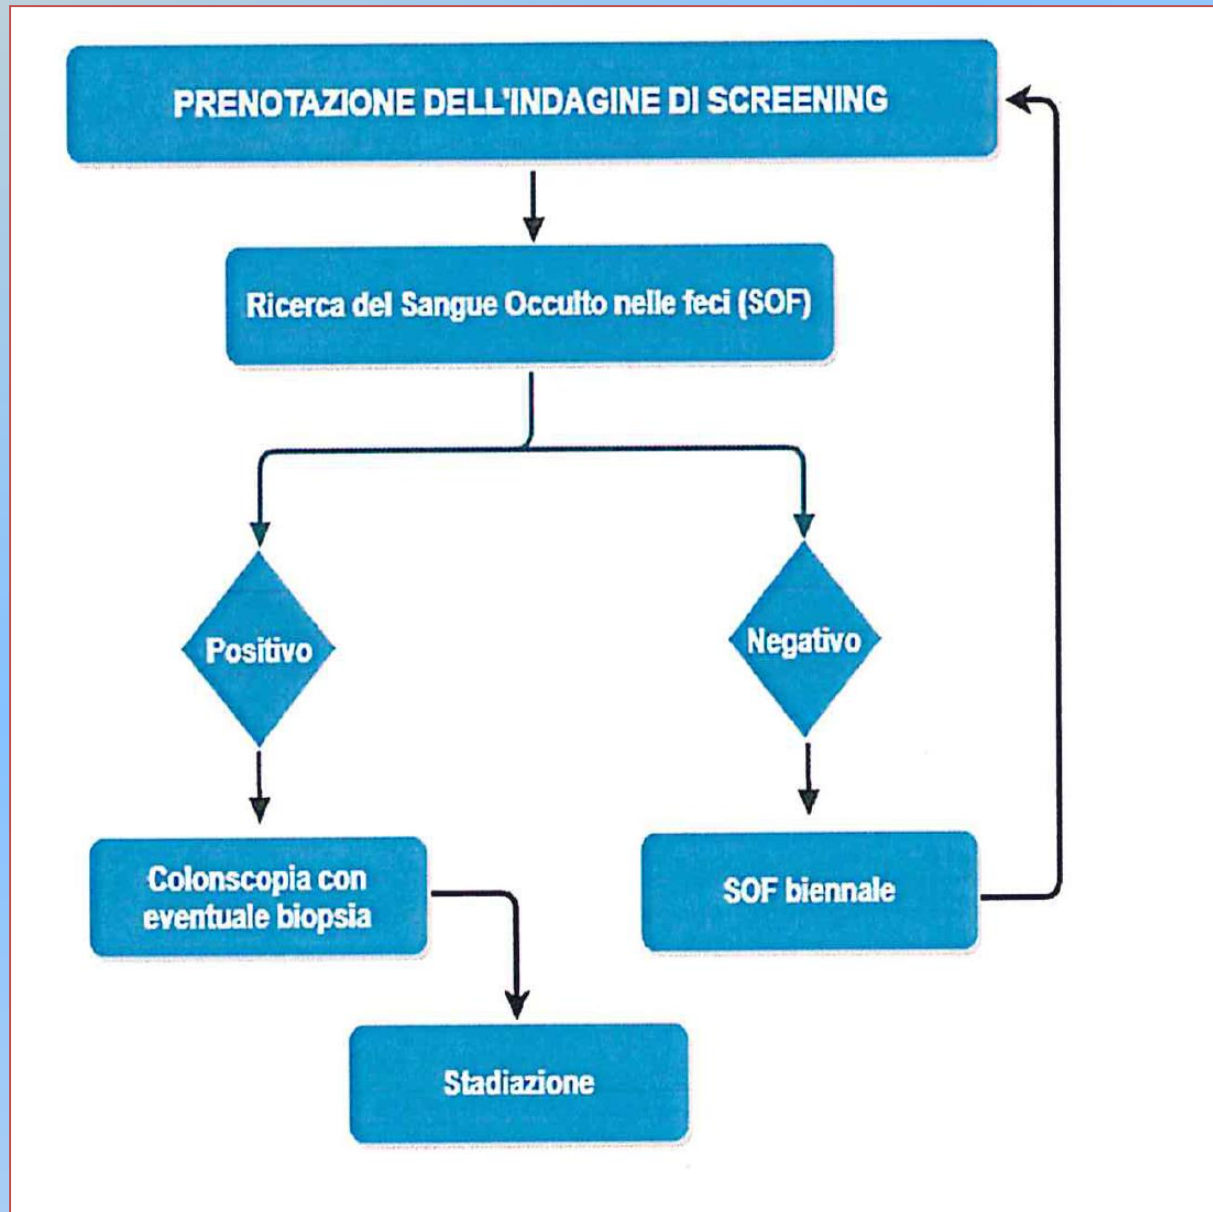 PRENOTAZIONE DELL'INDAGINE DI SCREENING
Ricerca del Sangue Occulto nelle feci (SOF)
Positivo
Negativo
Colonscopia con
eventuale biopsia
SOF biennale
Stadiazione